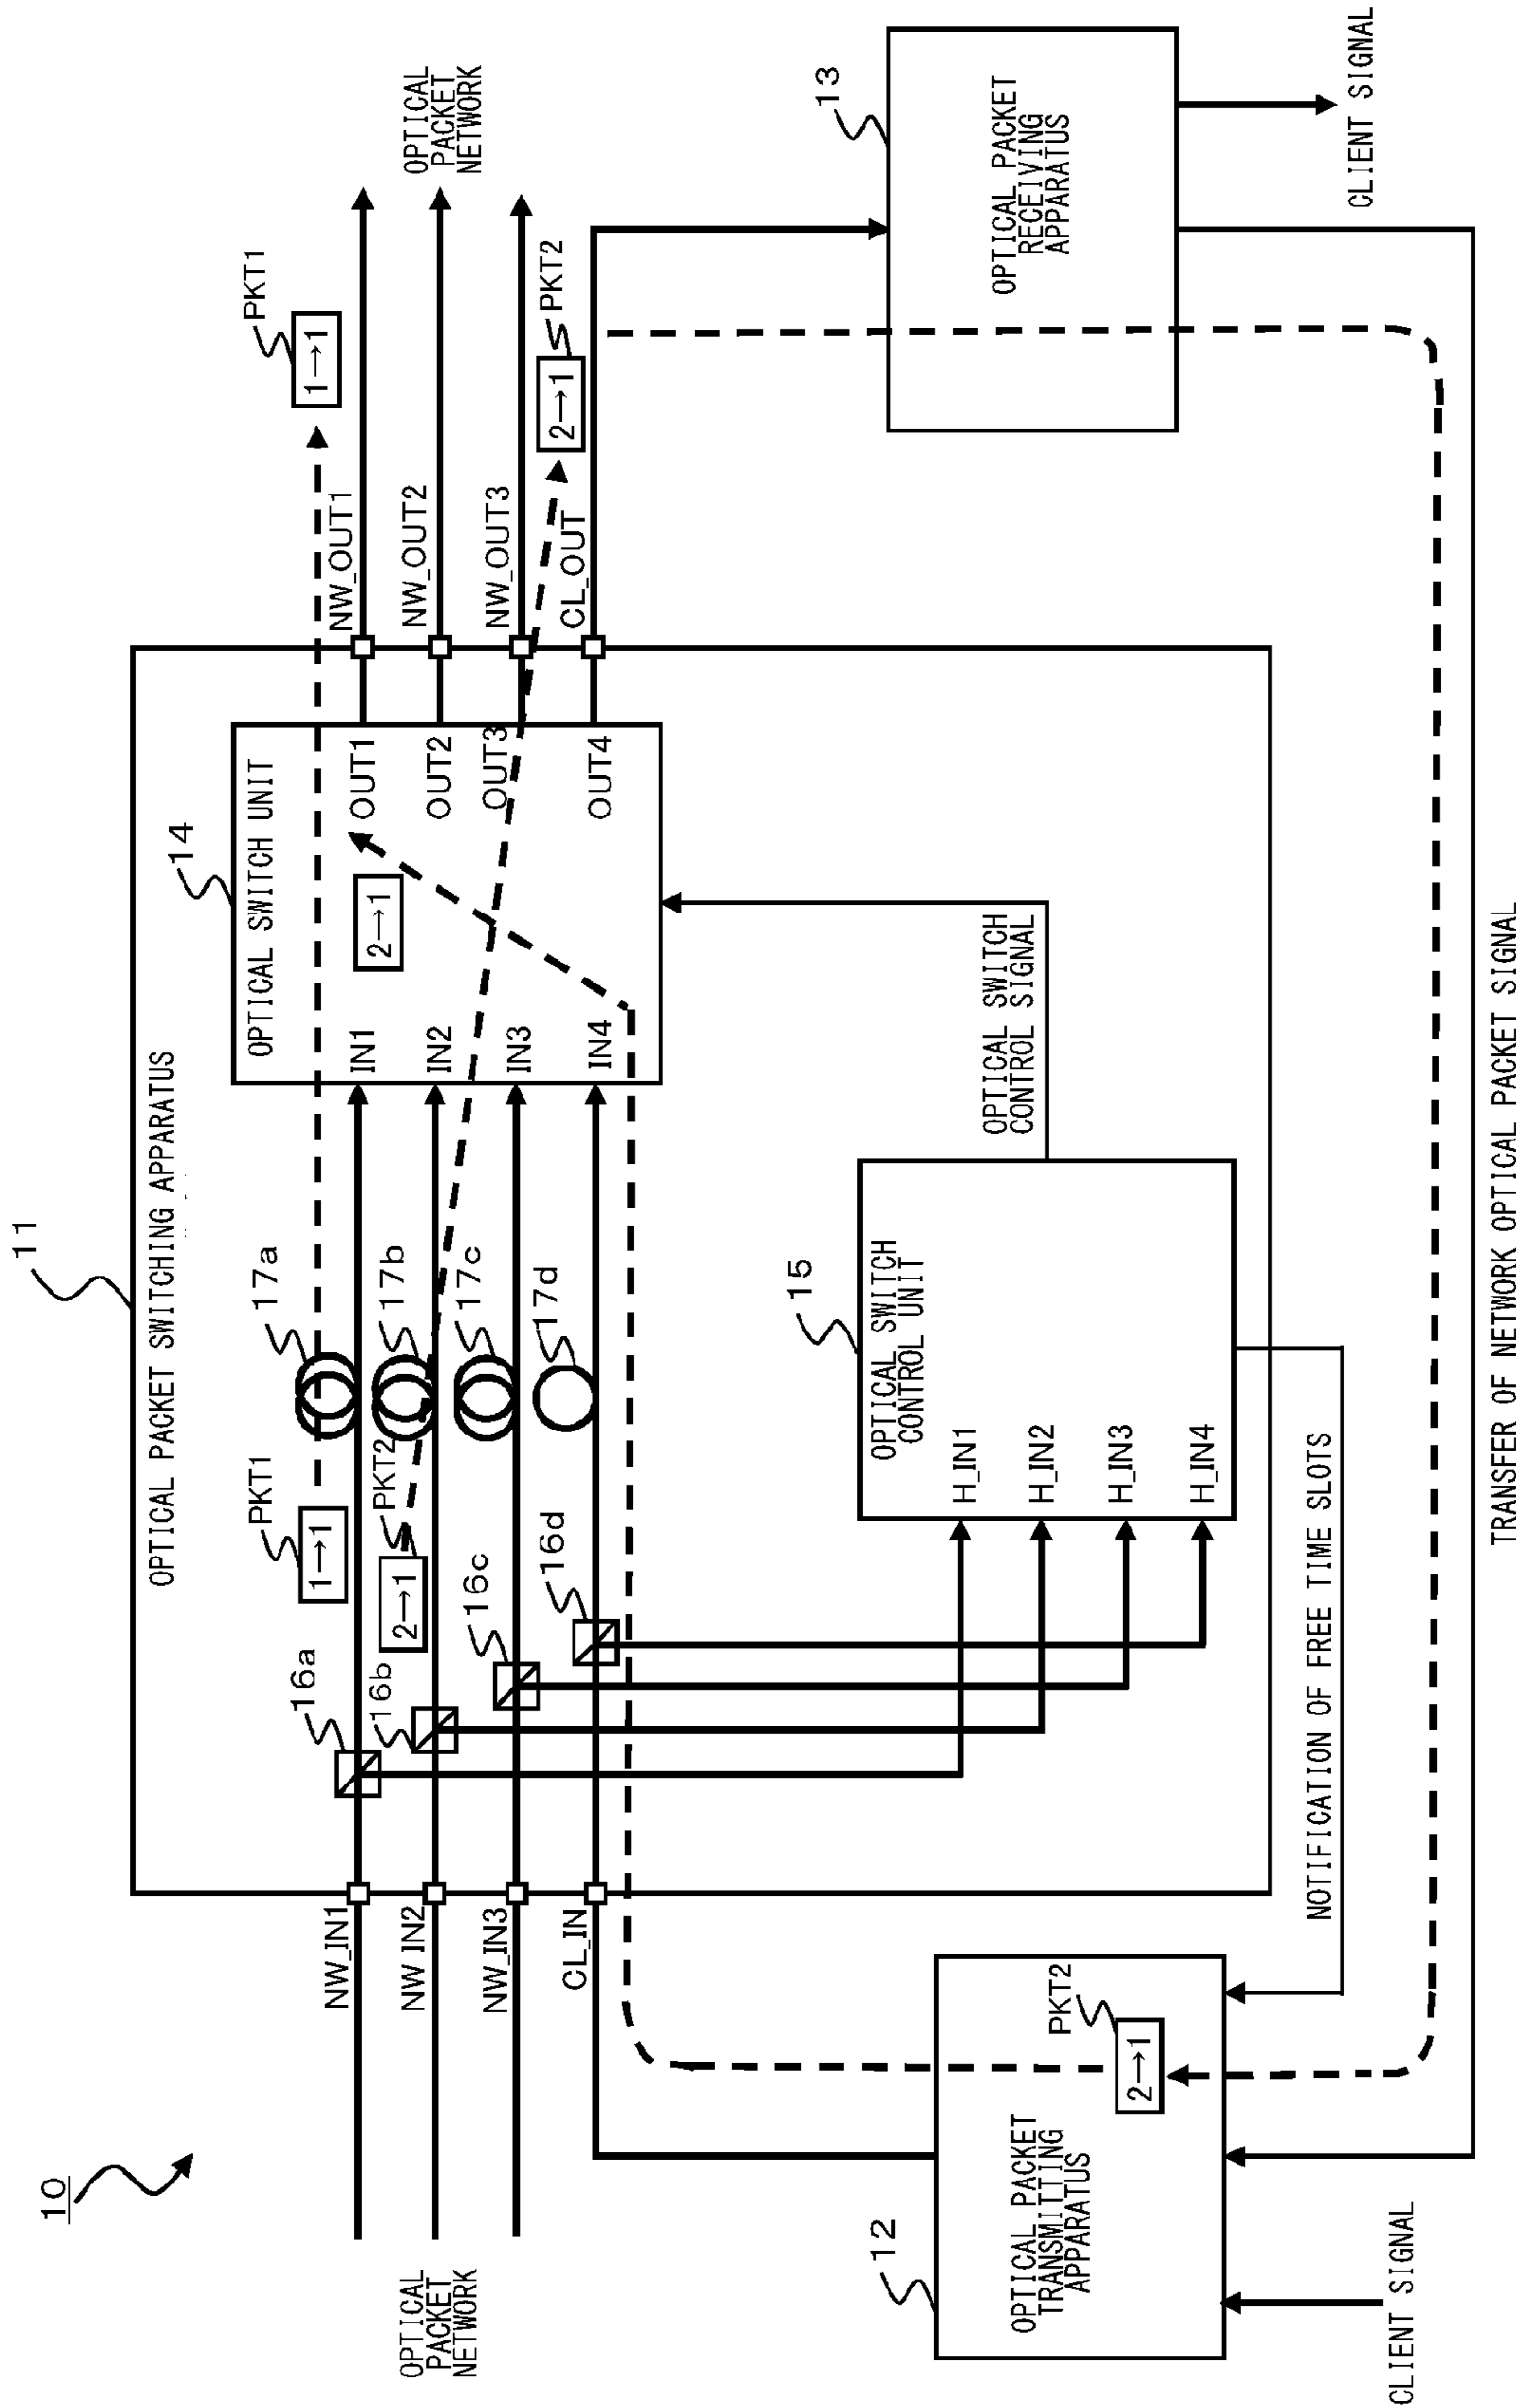 10
11
OPTICAL PACKET SWITCHING APPARATUS
OPTICAL
PACKET
NETWORK
NW_IN1
NW_IN2
NW_IN3
CL_IN
16a
16b
16c
16d
PKT1
1→1
PKT2
2→1
17a
17b
17c
17d
14
OPTICAL SWITCH UNIT
IN1
IN2
IN3
IN4
2→1
OUT1
OUT2
OUT3
OUT4
NW_OUT1
NW_OUT2
NW_OUT3
CL_OUT
PKT1
1→1
PKT2
2→1
OPTICAL
PACKET
NETWORK
15
OPTICAL SWITCH
CONTROL UNIT
H_IN1
H_IN2
H_IN3
H_IN4
OPTICAL SWITCH
CONTROL SIGNAL
12
OPTICAL PACKET
TRANSMITTING
APPARATUS
PKT2
2→1
13
OPTICAL PACKET
RECEIVING
APPARATUS
NOTIFICATION OF FREE TIME SLOTS
CLIENT SIGNAL
CLIENT SIGNAL
TRANSFER OF NETWORK OPTICAL PACKET SIGNAL